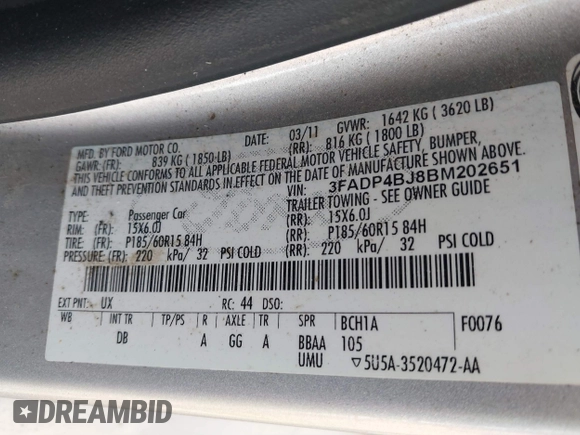 MFD. BY FORD MOTOR CO.
DATE: 03/11 GVWR: 1642 KG ( 3620 LB)
GAWR: (FR): 839 KG ( 1850 LB) (RR): 816 KG ( 1800 LB)
THIS VEHICLE CONFORMS TO ALL APPLICABLE FEDERAL MOTOR VEHICLE SAFETY, BUMPER,
AND THEFT PREVENTION STANDARDS IN EFFECT ON THE DATE OF MANUFACTURE SHOWN ABOVE.
VIN: 3FADP4BJ8BM202651
TYPE: Passenger Car TRAILER TOWING - SEE OWNER GUIDE
RIM: (FR): 15X6.0J (RR): 15X6.0J
TIRE: (FR): P185/60R15 84H (RR): P185/60R15 84H
PRESSURE: (FR): 220 kPa/ 32 PSI COLD (RR): 220 kPa/ 32 PSI COLD
EXT PNT: UX RC: 44 DSO:
WB INT TR TP/PS R AXLE TR SPR BCH1A F0076
DB A GG A BBAA 105
UMU ▽5U5A-3520472-AA
DREAMBID